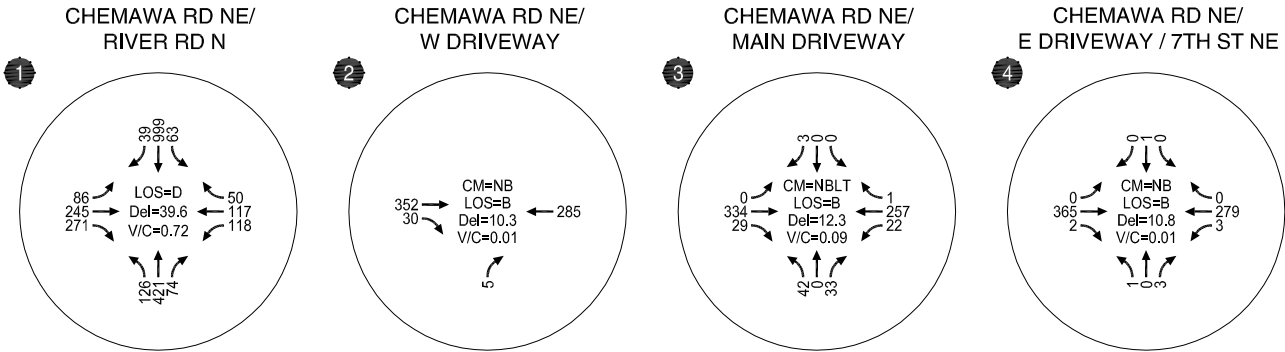 CHEMAWA RD NE/
RIVER RD N
1
39 999 63
86
245
271
LOS=D
Del=39.6
V/C=0.72
50
117
118
126 421 74
CHEMAWA RD NE/
W DRIVEWAY
2
352
30
CM=NB
LOS=B
Del=10.3
V/C=0.01
285
5
CHEMAWA RD NE/
MAIN DRIVEWAY
3
3 0 0
0
334
29
CM=NBLT
LOS=B
Del=12.3
V/C=0.09
1
257
22
42 0 33
CHEMAWA RD NE/
E DRIVEWAY / 7TH ST NE
4
0 1 0
0
365
2
CM=NB
LOS=B
Del=10.8
V/C=0.01
0
279
3
1 0 3